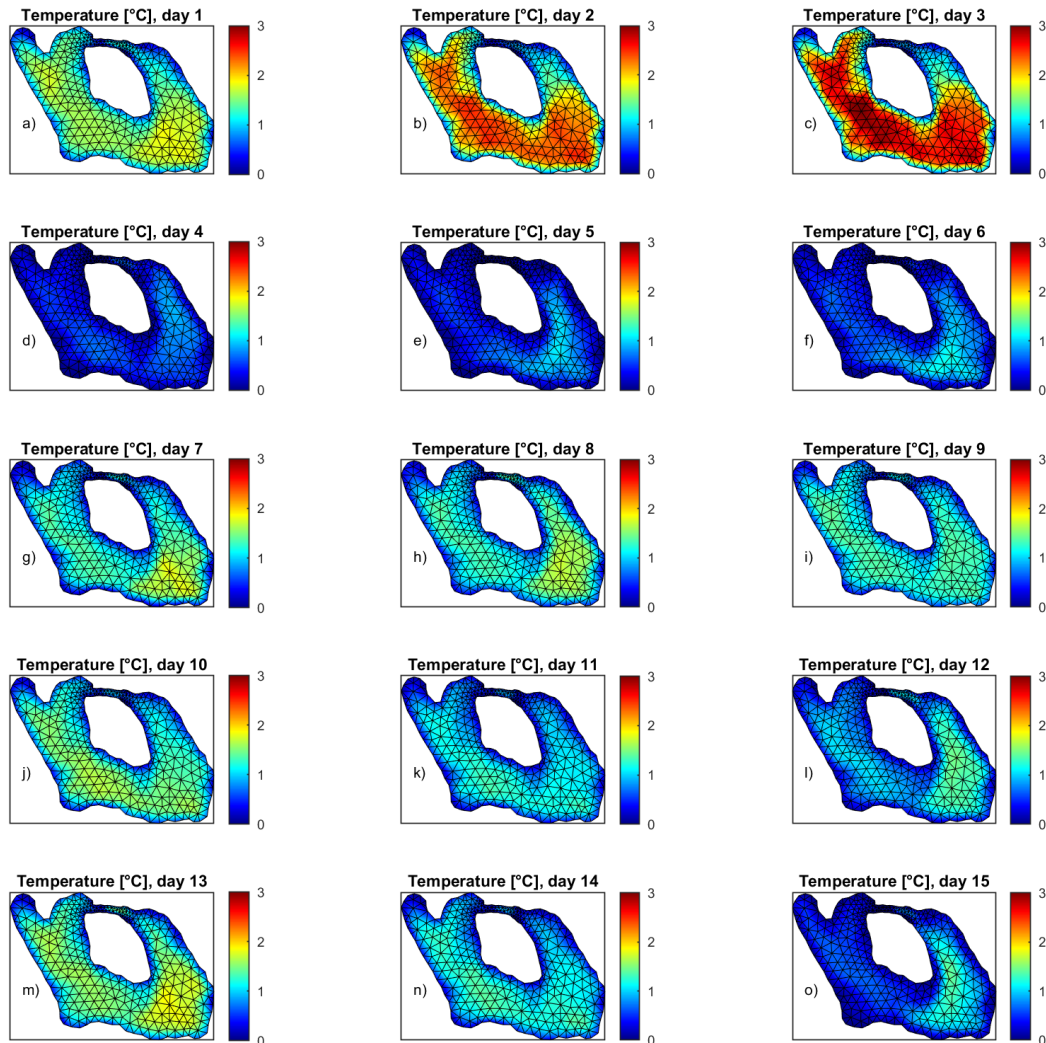 Temperature [°C], day 1
3
2
1
0
a)
Temperature [°C], day 2
3
2
1
0
b)
Temperature [°C], day 3
3
2
1
0
c)
Temperature [°C], day 4
3
2
1
0
d)
Temperature [°C], day 5
3
2
1
0
e)
Temperature [°C], day 6
3
2
1
0
f)
Temperature [°C], day 7
3
2
1
0
g)
Temperature [°C], day 8
3
2
1
0
h)
Temperature [°C], day 9
3
2
1
0
i)
Temperature [°C], day 10
3
2
1
0
j)
Temperature [°C], day 11
3
2
1
0
k)
Temperature [°C], day 12
3
2
1
0
l)
Temperature [°C], day 13
3
2
1
0
m)
Temperature [°C], day 14
3
2
1
0
n)
Temperature [°C], day 15
3
2
1
0
o)